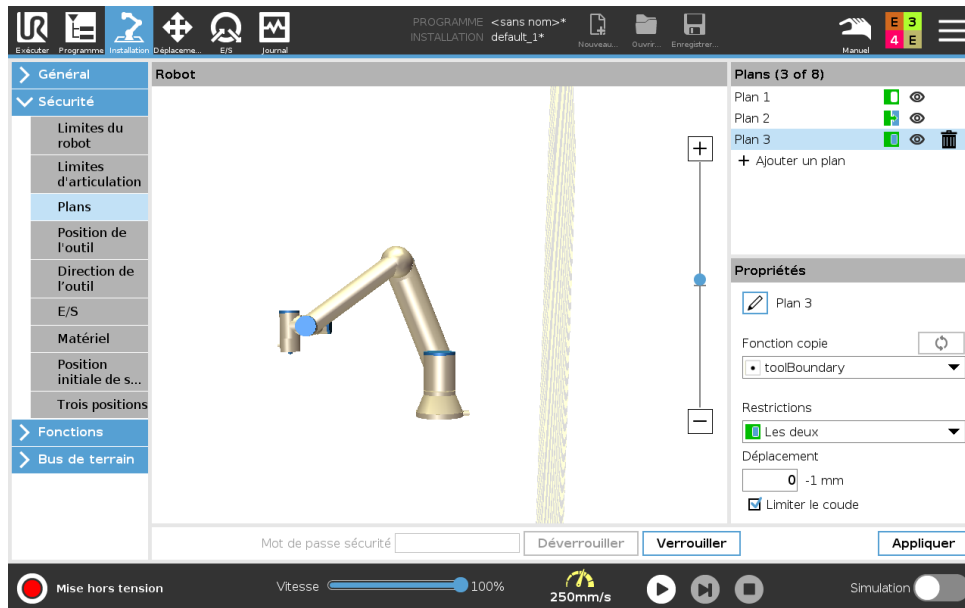 UR
Exécuter
Programme
Installation
Déplaceme...
E/S
Journal
PROGRAMME <sans nom>*
INSTALLATION default_1*
Nouveau...
Ouvrir...
Enregistrer...
Manuel
E 3
4 E
Général
Sécurité
Limites du
robot
Limites
d'articulation
Plans
Position de
l'outil
Direction de
l'outil
E/S
Matériel
Position
initiale de s...
Trois positions
Fonctions
Bus de terrain
Robot
Plans (3 of 8)
Plan 1
Plan 2
Plan 3
+ Ajouter un plan
Propriétés
Plan 3
Fonction copie
toolBoundary
Restrictions
Les deux
Déplacement
0 -1 mm
Limiter le coude
Mot de passe sécurité
Déverrouiller
Verrouiller
Appliquer
Mise hors tension
Vitesse
100%
250mm/s
Simulation